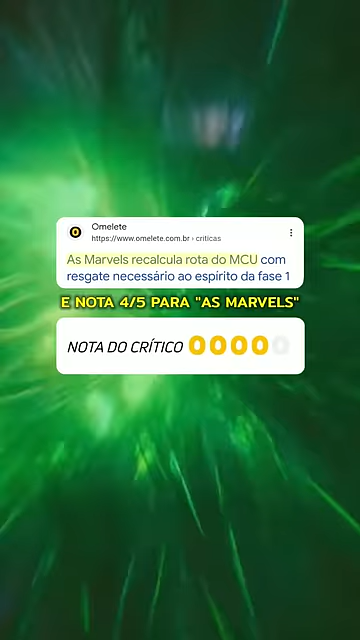 Omelete
https://www.omelete.com.br › criticas
As Marvels recalcula rota do MCU com
resgate necessário ao espírito da fase 1
E NOTA 4/5 PARA "AS MARVELS"
NOTA DO CRÍTICO